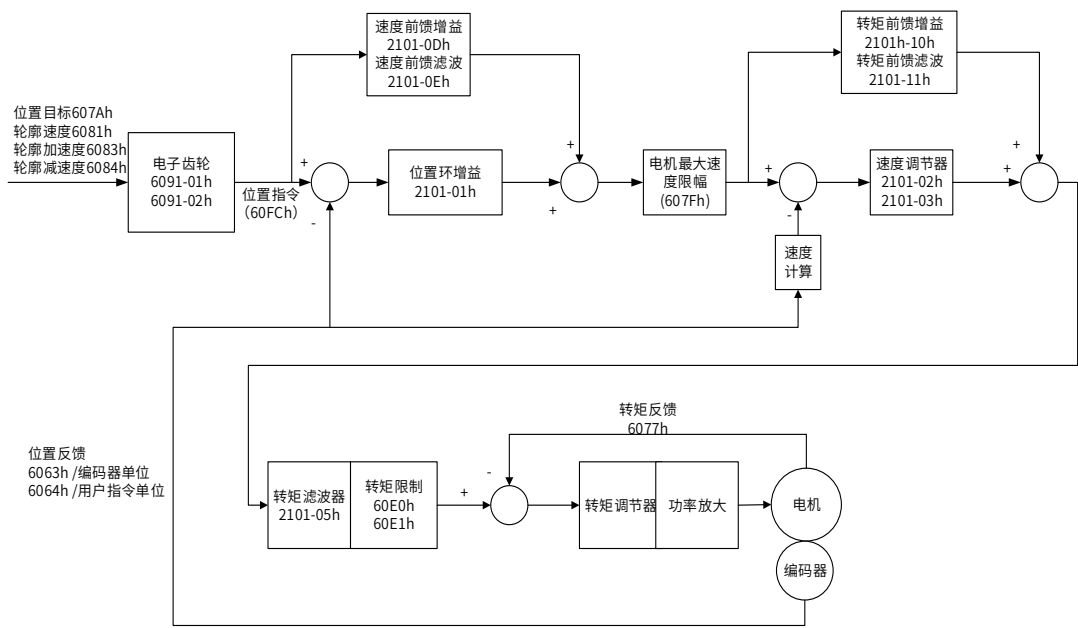 速度前馈增益
2101-0Dh
速度前馈滤波
2101-0Eh
转矩前馈增益
2101h-10h
转矩前馈滤波
2101-11h
位置目标607Ah
轮廓速度6081h
轮廓加速度6083h
轮廓减速度6084h
电子齿轮
6091-01h
6091-02h
位置指令
（60FCh）
+
-
位置环增益
2101-01h
+
+
电机最大速
度限幅
(607Fh)
+
-
速度调节器
2101-02h
2101-03h
+
+
速度
计算
转矩反馈
6077h
位置反馈
6063h /编码器单位
6064h /用户指令单位
转矩滤波器
2101-05h
转矩限制
60E0h
60E1h
+
-
转矩调节器
功率放大
电机
编码器